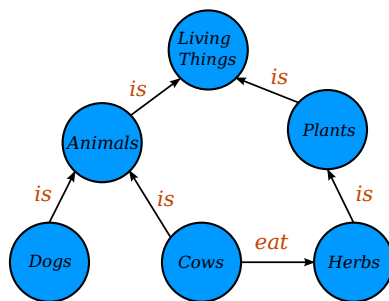 Living
Things
is
is
Animals
Plants
is
is
is
eat
Dogs
Cows
Herbs